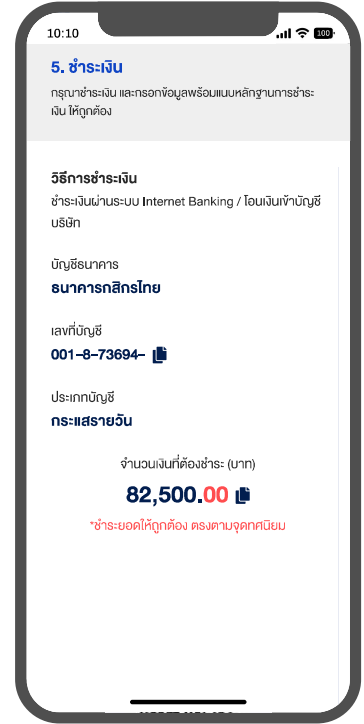 10:10
100
5. ชำระเงิน
กรุณาชำระเงิน และกรอกข้อมูลพร้อมแนบหลักฐานการชำระ
เงิน ให้ถูกต้อง
วิธีการชำระเงิน
ชำระเงินผ่านระบบ Internet Banking / โอนเงินเข้าบัญชี
บริษัท
บัญชีธนาคาร
ธนาคารกสิกรไทย
เลขที่บัญชี
001-8-73694-
ประเภทบัญชี
กระแสรายวัน
จำนวนเงินที่ต้องชำระ (บาท)
82,500.00
*ชำระยอดให้ถูกต้อง ตรงตามจุดทศนิยม